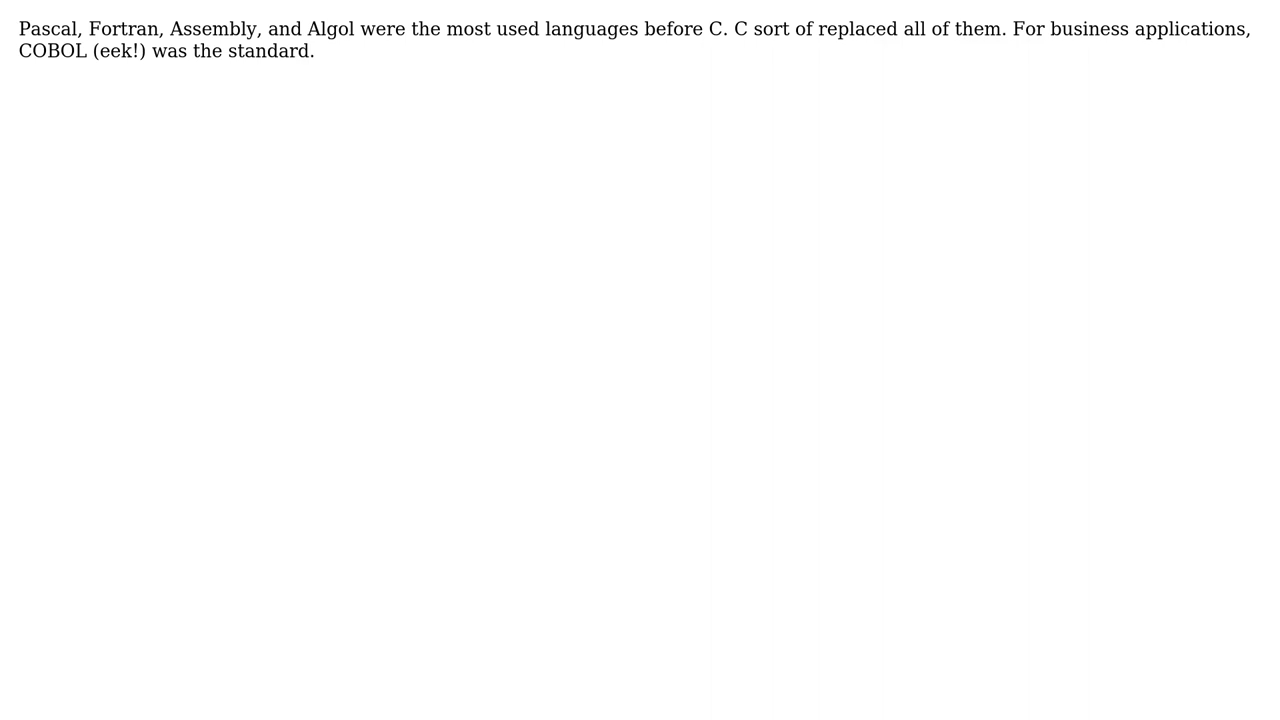 Pascal, Fortran, Assembly, and Algol were the most used languages before C. C sort of replaced all of them. For business applications,
COBOL (eek!) was the standard.